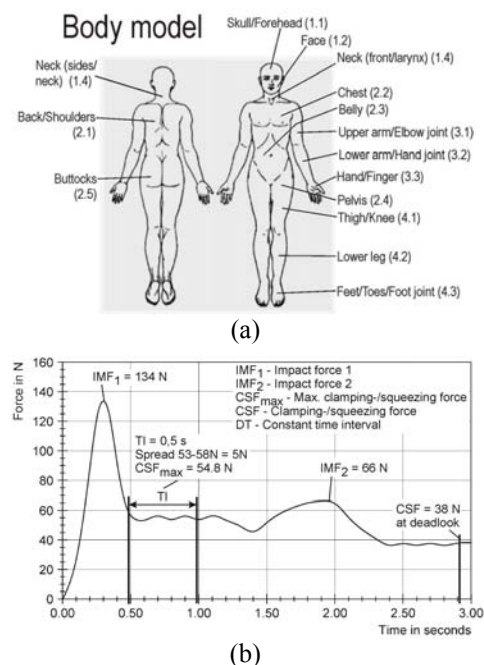 Body model
Skull/Forehead (1.1)
Face (1.2)
Neck (front/larynx) (1.4)
Neck (sides/
neck) (1.4)
Chest (2.2)
Belly (2.3)
Back/Shoulders
(2.1)
Upper arm/Elbow joint (3.1)
Lower arm/Hand joint (3.2)
Hand/Finger (3.3)
Buttocks
(2.5)
Pelvis (2.4)
Thigh/Knee (4.1)
Lower leg (4.2)
Feet/Toes/Foot joint (4.3)
(a)
Force in N
160
140
120
100
80
60
40
20
0
IMF1 = 134 N
IMF1 - Impact force 1
IMF2 - Impact force 2
CSFmax - Max. clamping-/squeezing force
CSF - Clamping-/squeezing force
DT - Constant time interval
TI = 0,5 s
Spread 53-58N = 5N
CSFmax = 54.8 N
TI
IMF2 = 66 N
CSF = 38 N
at deadlook
0.00 0.50 1.00 1.50 2.00 2.50 3.00
Time in seconds
(b)